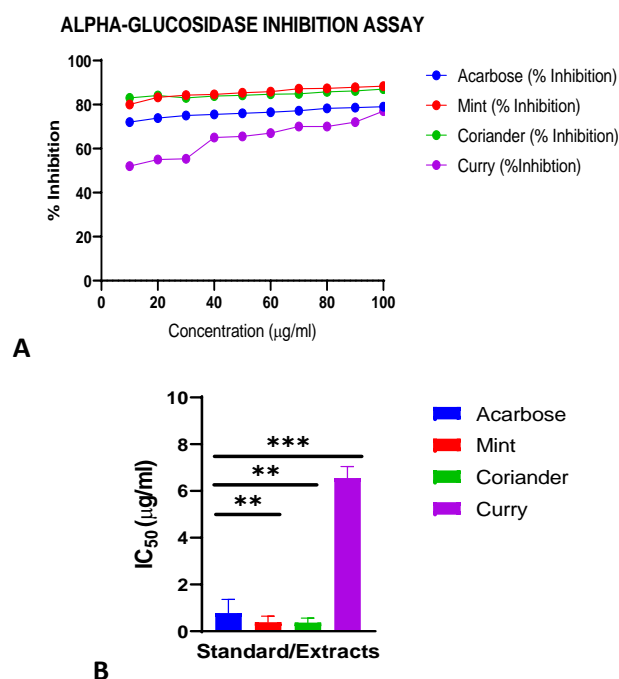 ALPHA-GLUCOSIDASE INHIBITION ASSAY
100
80
60
40
20
0
% Inhibition
0 20 40 60 80 100
Concentration (μg/ml)
Acarbose (% Inhibition)
Mint (% Inhibition)
Coriander (% Inhibition)
Curry (%Inhibtion)
A
10
8
6
4
2
0
IC50 (μg/ml)
***
**
**
Standard/Extracts
Acarbose
Mint
Coriander
Curry
B